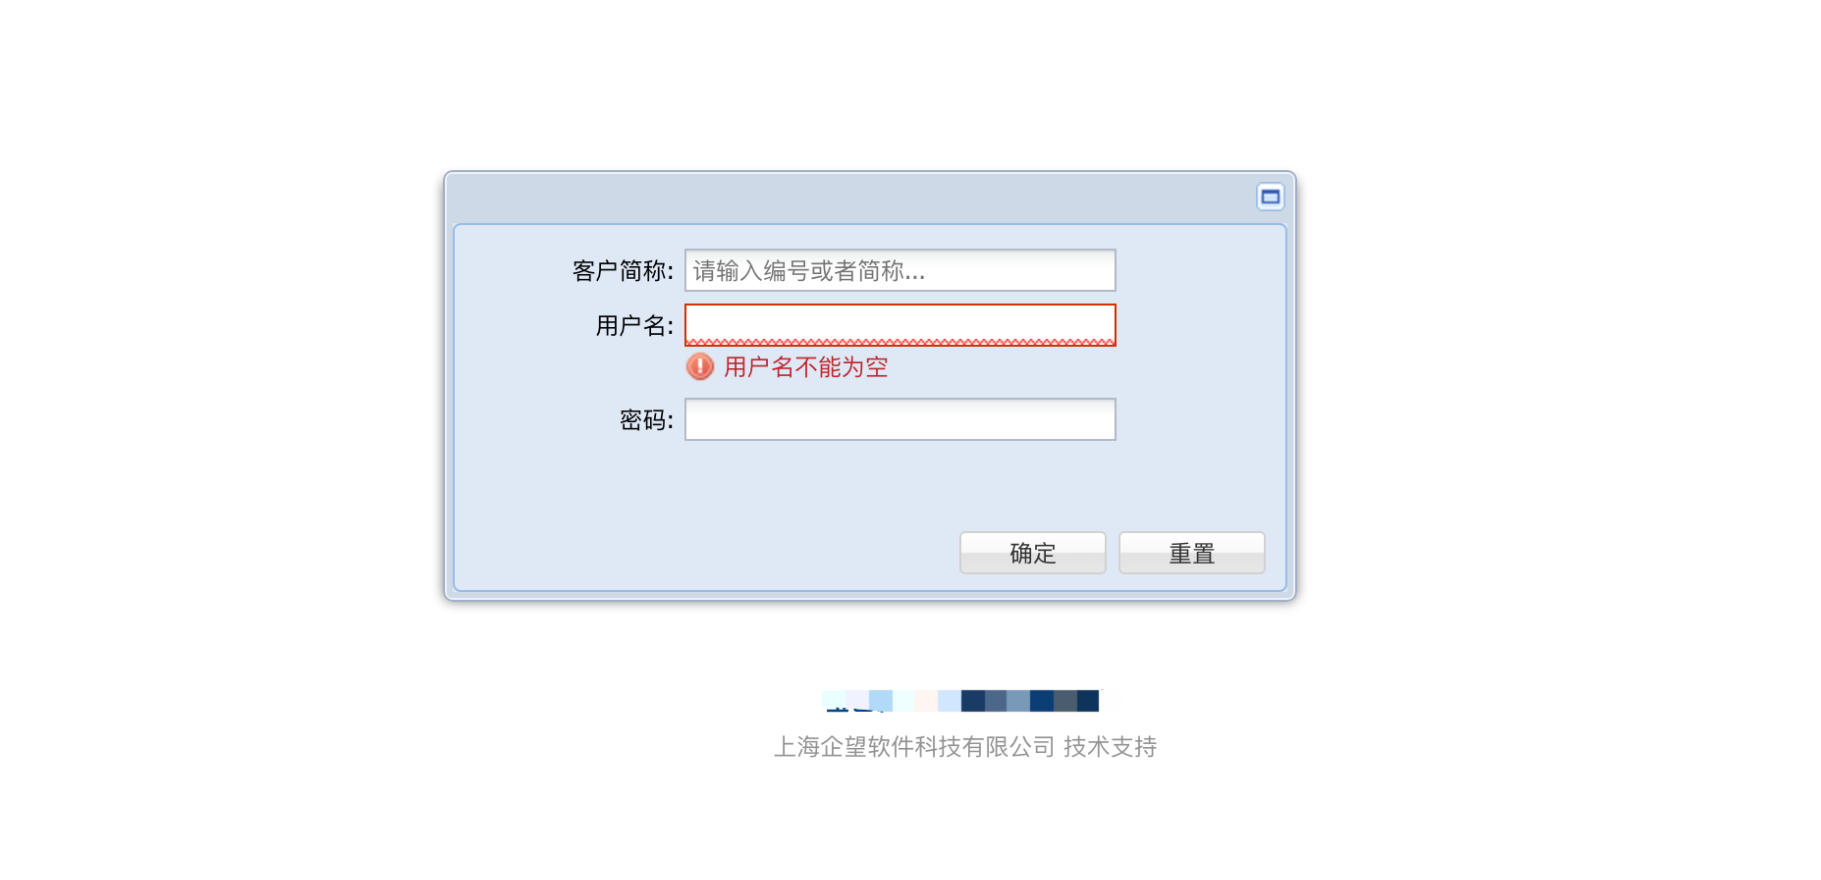 客户简称: 请输入编号或者简称...
用户名:
用户名不能为空
密码:
确定 重置
上海企望软件科技有限公司 技术支持